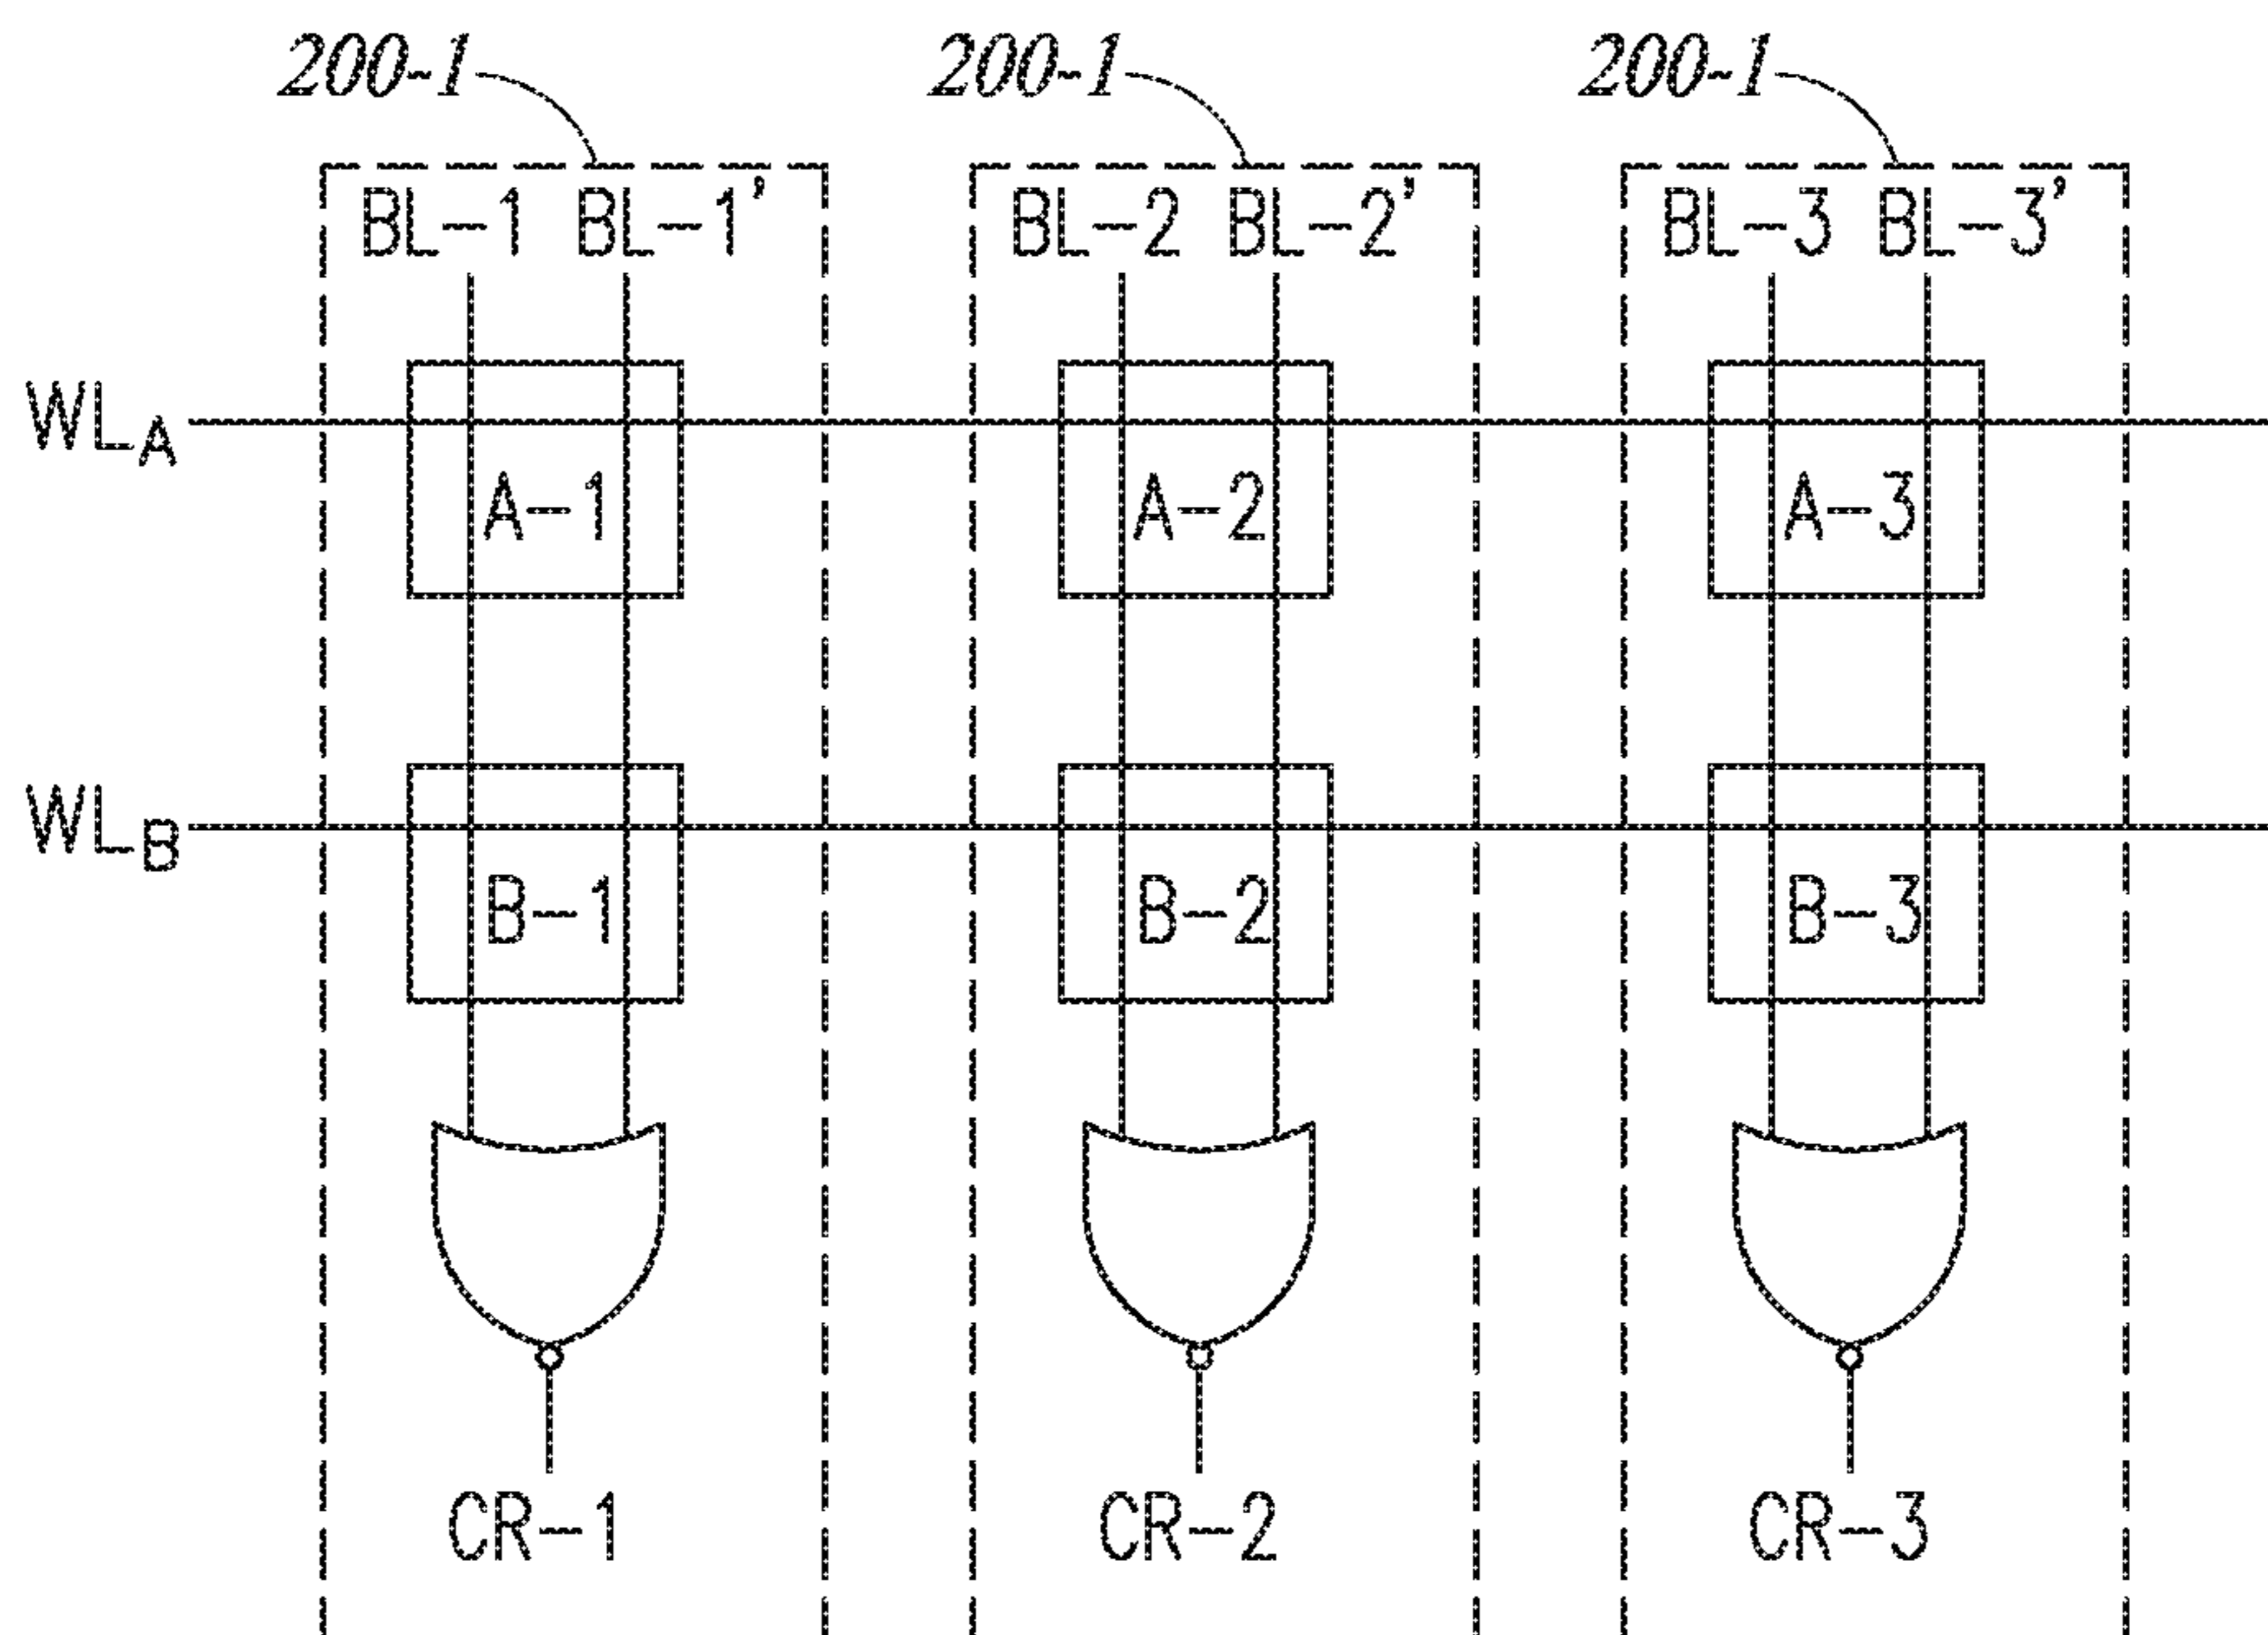 200-1 200-1 200-1
BL-1 BL-1' BL-2 BL-2' BL-3 BL-3'
WLA
A-1 A-2 A-3
WLB
B-1 B-2 B-3
CR-1 CR-2 CR-3